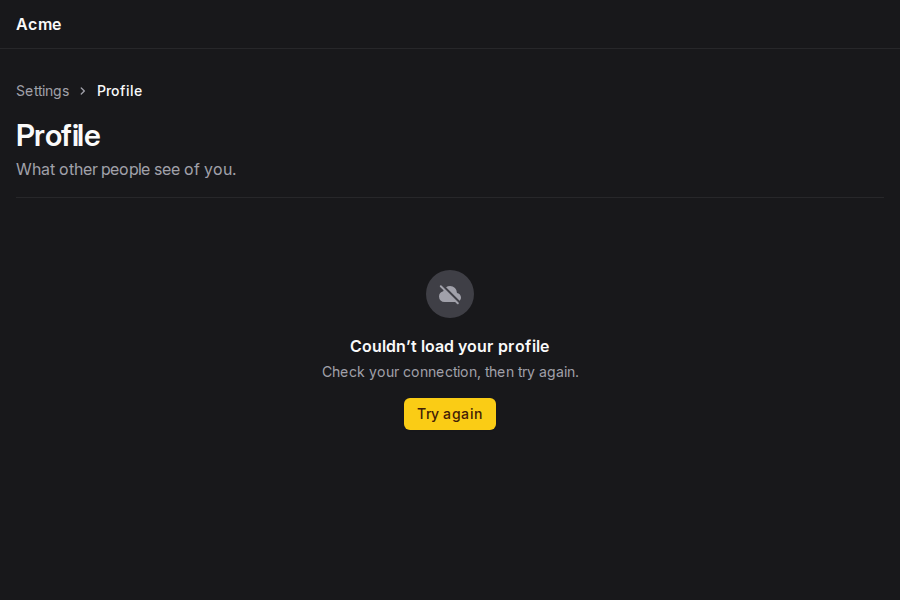 Acme
Settings › Profile
Profile
What other people see of you.
Couldn’t load your profile
Check your connection, then try again.
Try again